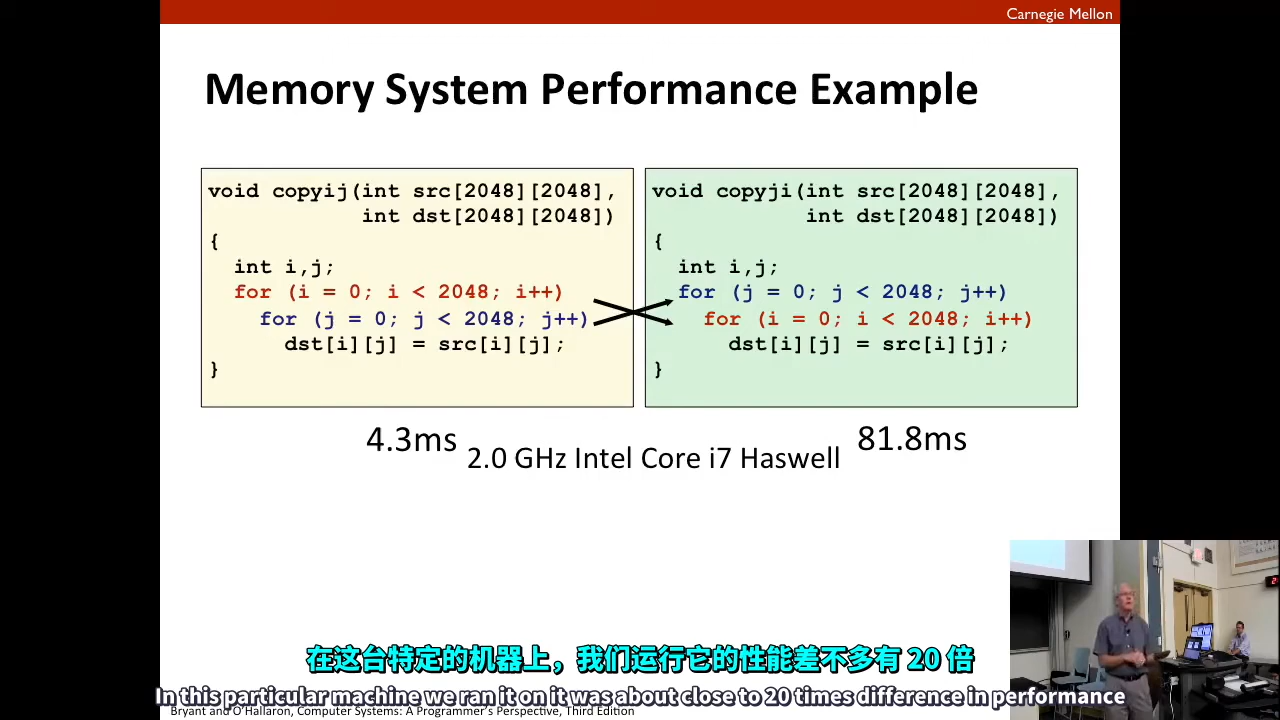 Carnegie Mellon
Memory System Performance Example
void copyij(int src[2048][2048],
            int dst[2048][2048])
{
  int i,j;
  for (i = 0; i < 2048; i++)
    for (j = 0; j < 2048; j++)
      dst[i][j] = src[i][j];
}
void copyji(int src[2048][2048],
            int dst[2048][2048])
{
  int i,j;
  for (j = 0; j < 2048; j++)
    for (i = 0; i < 2048; i++)
      dst[i][j] = src[i][j];
}
4.3ms
2.0 GHz Intel Core i7 Haswell
81.8ms
在这台特定的机器上，我们运行它的性能差不多有 20 倍
In this particular machine we ran it on it was about close to 20 times difference in performance
Bryant and O'Hallaron, Computer Systems: A Programmer's Perspective, Third Edition